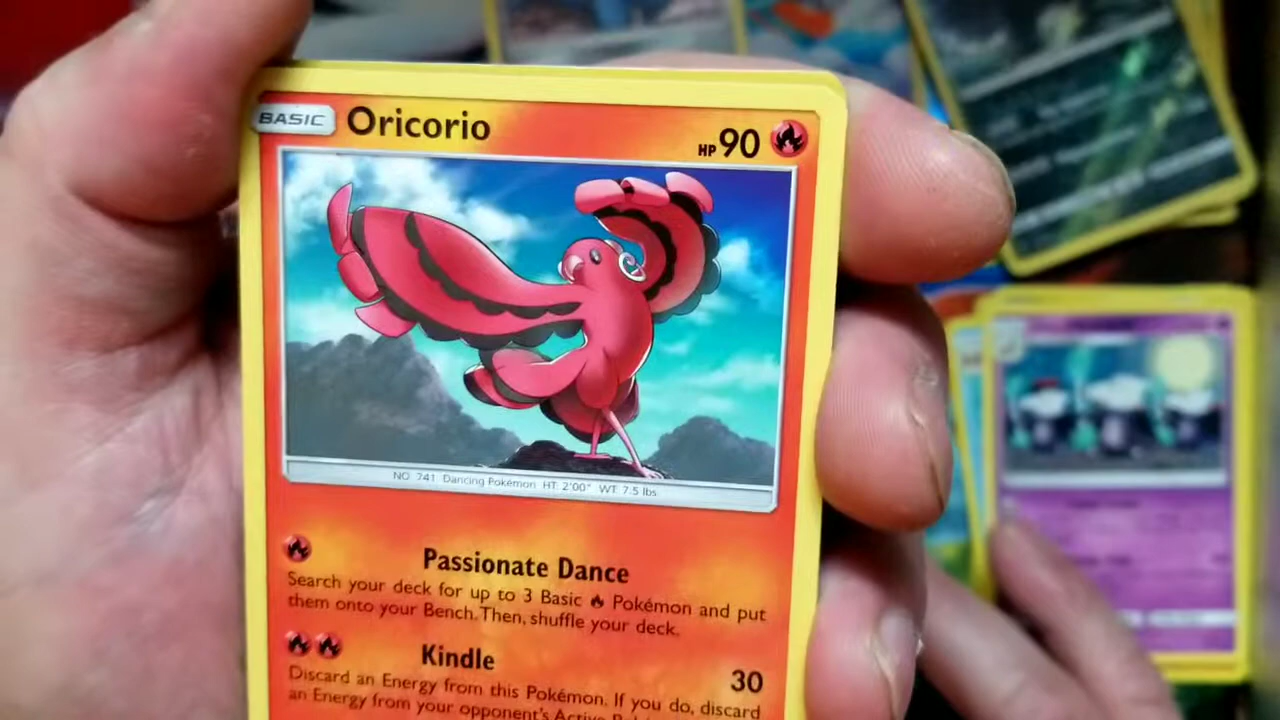 BASIC Oricorio HP 90
NO. 741 Dancing Pokémon HT: 2'00" WT: 7.5 lbs.
Passionate Dance
Search your deck for up to 3 Basic Pokémon and put
them onto your Bench. Then, shuffle your deck.
Kindle 30
Discard an Energy from this Pokémon. If you do, discard
an Energy from your opponent's Active